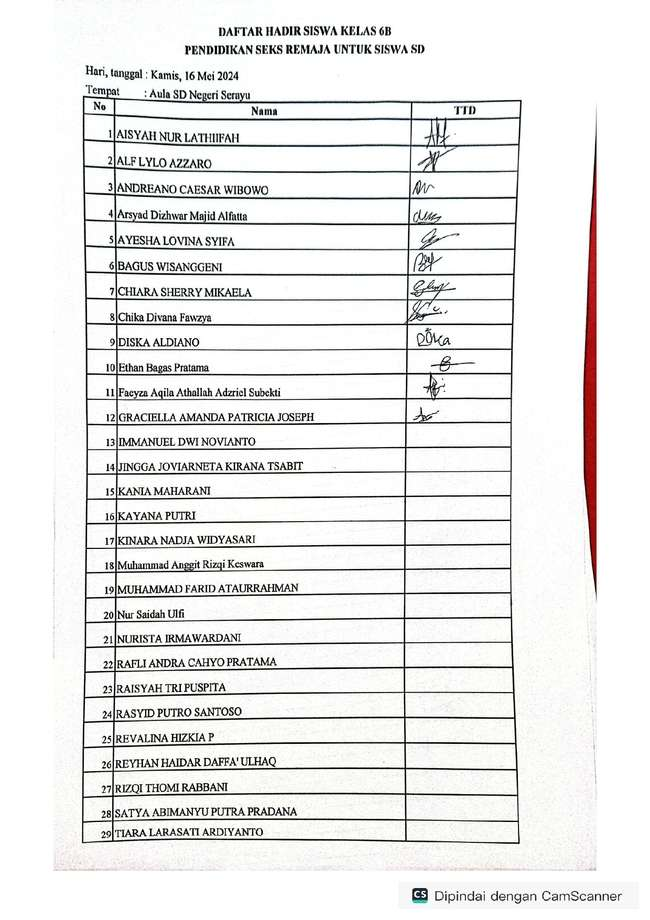 DAFTAR HADIR SISWA KELAS 6B
PENDIDIKAN SEKS REMAJA UNTUK SISWA SD
Hari, tanggal : Kamis, 16 Mei 2024
Tempat : Aula SD Negeri Serayu
No Nama TTD
1 AISYAH NUR LATHIIFAH
2 ALF LYLO AZZARO
3 ANDREANO CAESAR WIBOWO
4 Arsyad Dizhwar Majid Alfatta
5 AYESHA LOVINA SYIFA
6 BAGUS WISANGGENI
7 CHIARA SHERRY MIKAELA
8 Chika Divana Fawzya
9 DISKA ALDIANO
10 Ethan Bagas Pratama
11 Faeyza Aqila Athallah Adzriel Subekti
12 GRACIELLA AMANDA PATRICIA JOSEPH
13 IMMANUEL DWI NOVIANTO
14 JINGGA JOVIARNETA KIRANA TSABIT
15 KANIA MAHARANI
16 KAYANA PUTRI
17 KINARA NADJA WIDYASARI
18 Muhammad Anggit Rizqi Keswara
19 MUHAMMAD FARID ATAURRAHMAN
20 Nur Saidah Ulfi
21 NURISTA IRMAWARDANI
22 RAFLI ANDRA CAHYO PRATAMA
23 RAISYAH TRI PUSPITA
24 RASYID PUTRO SANTOSO
25 REVALINA HIZKIA P
26 REYHAN HAIDAR DAFFA' ULHAQ
27 RIZQI THOMI RABBANI
28 SATYA ABIMANYU PUTRA PRADANA
29 TIARA LARASATI ARDIYANTO
CS Dipindai dengan CamScanner